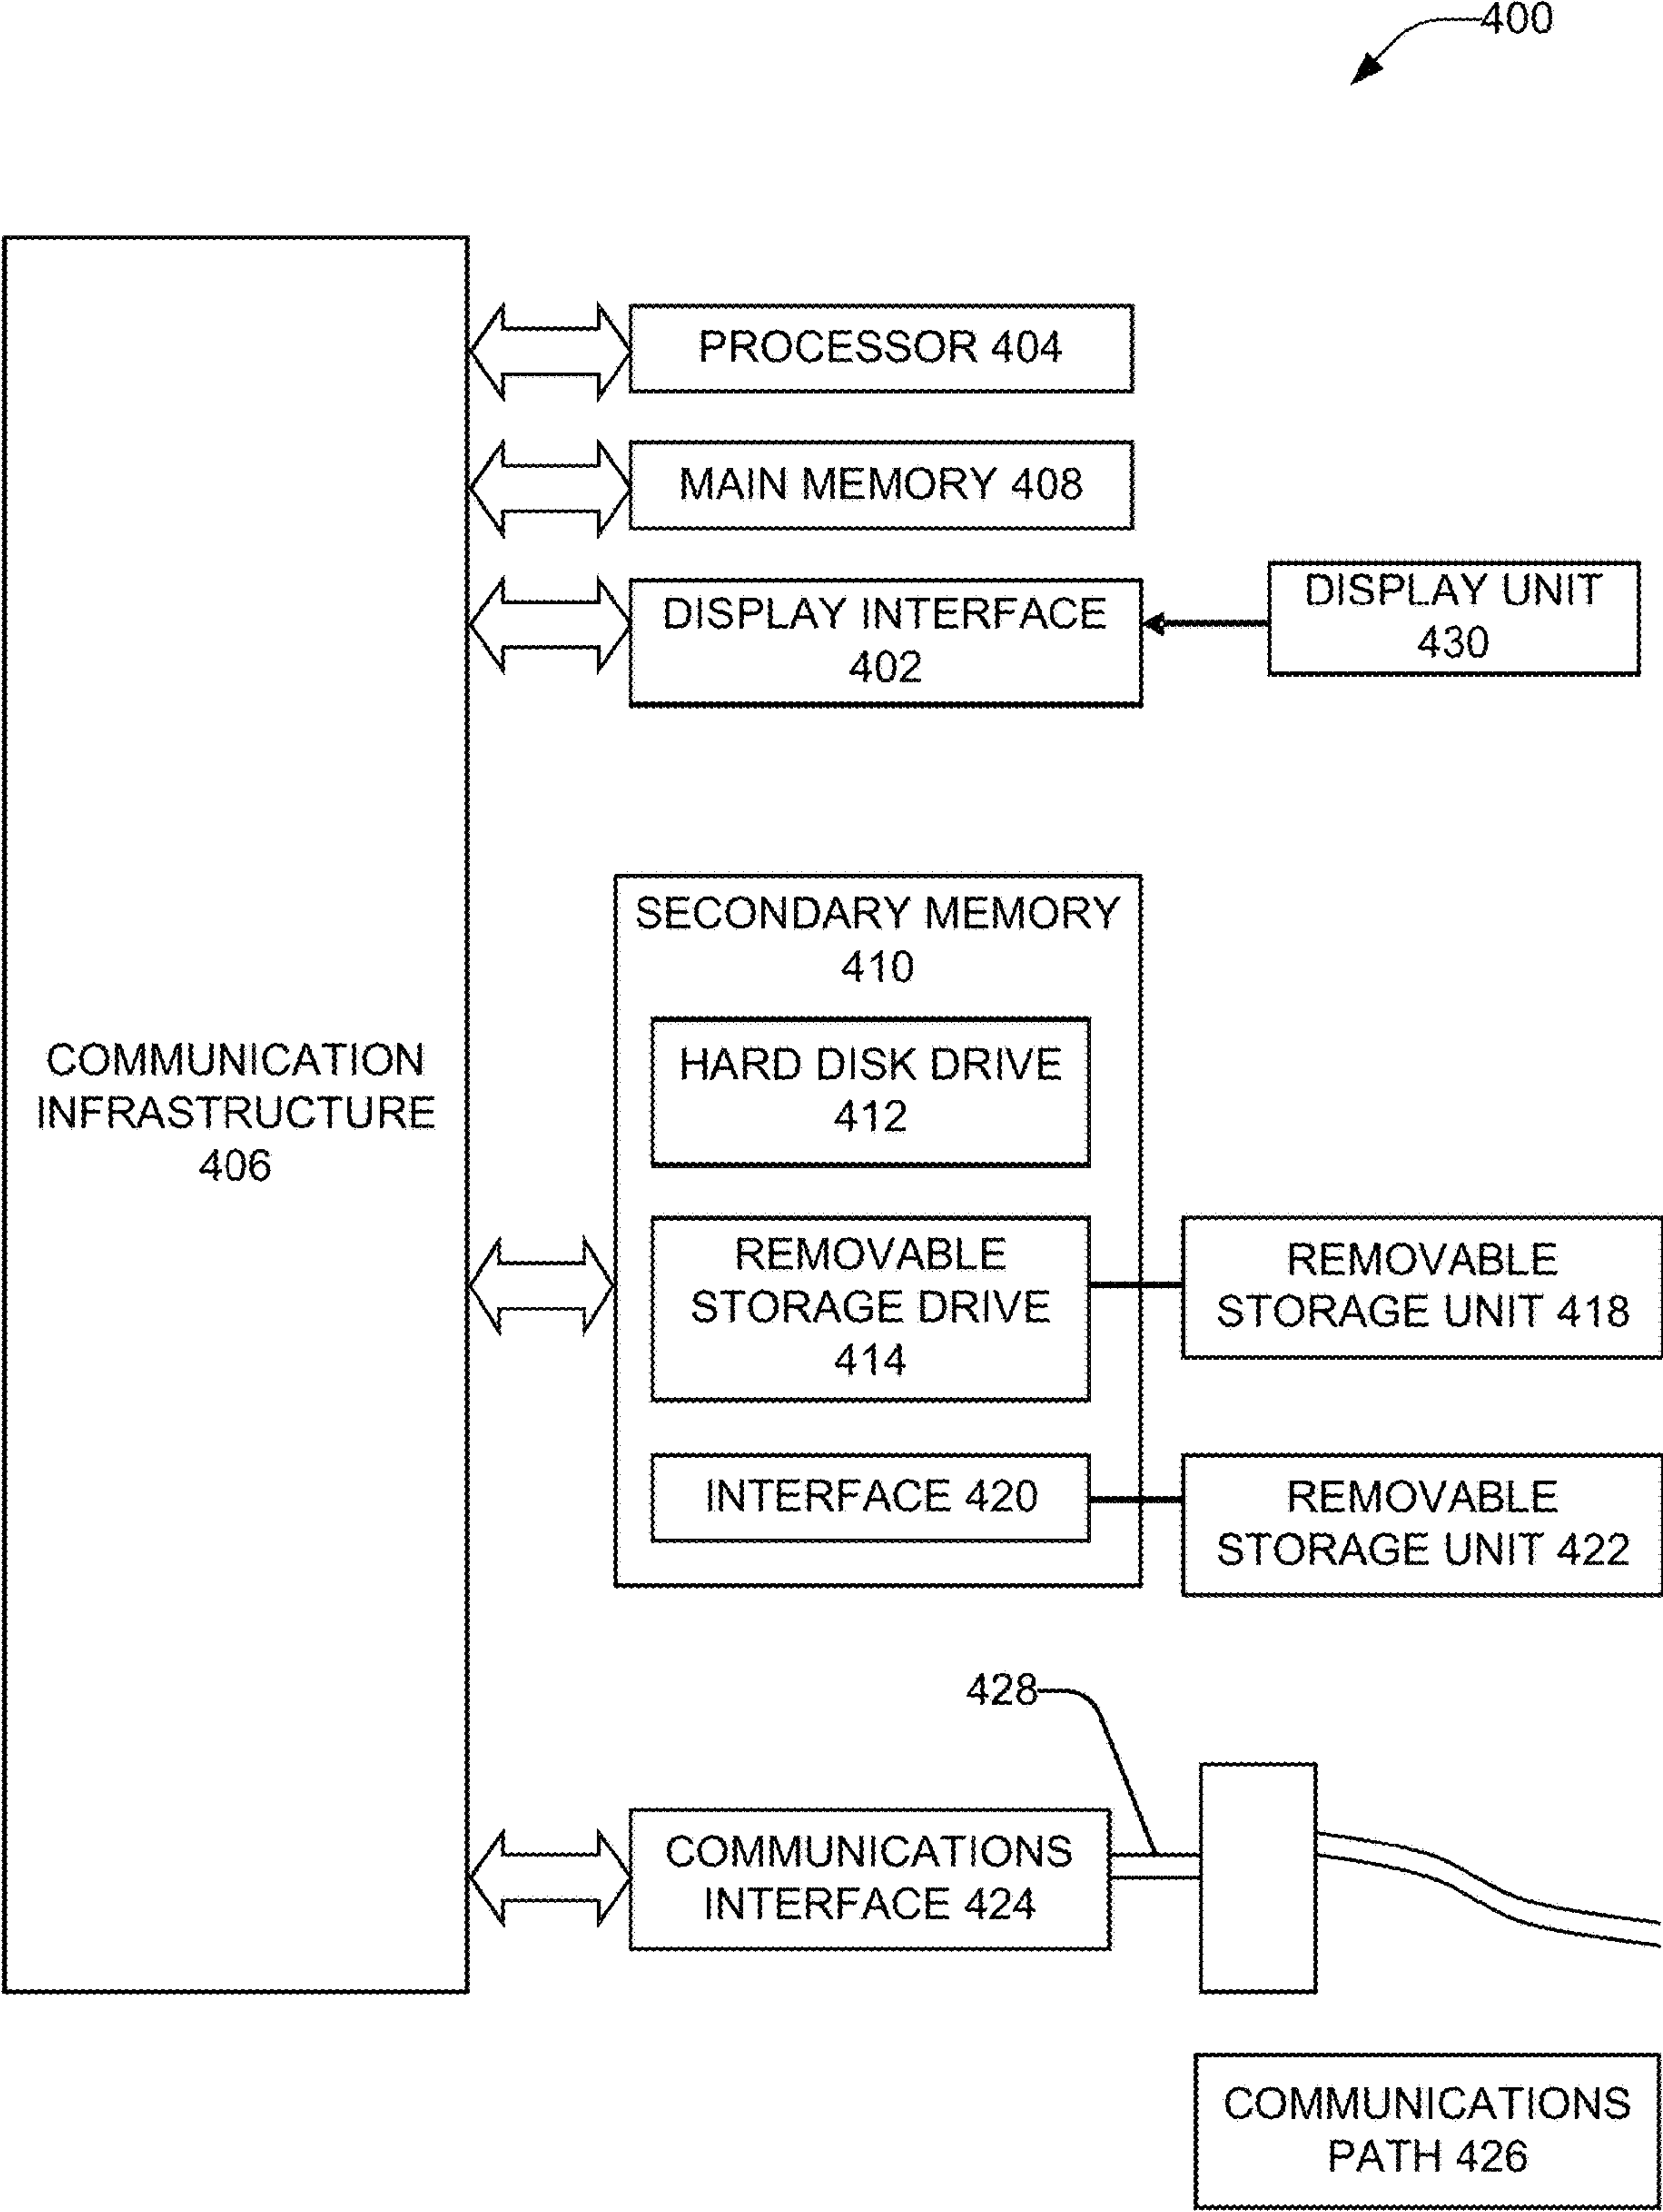 400
PROCESSOR 404
MAIN MEMORY 408
DISPLAY INTERFACE
402
DISPLAY UNIT
430
SECONDARY MEMORY
410
HARD DISK DRIVE
412
COMMUNICATION
INFRASTRUCTURE
406
REMOVABLE
STORAGE DRIVE
414
REMOVABLE
STORAGE UNIT 418
INTERFACE 420
REMOVABLE
STORAGE UNIT 422
428
COMMUNICATIONS
INTERFACE 424
COMMUNICATIONS
PATH 426